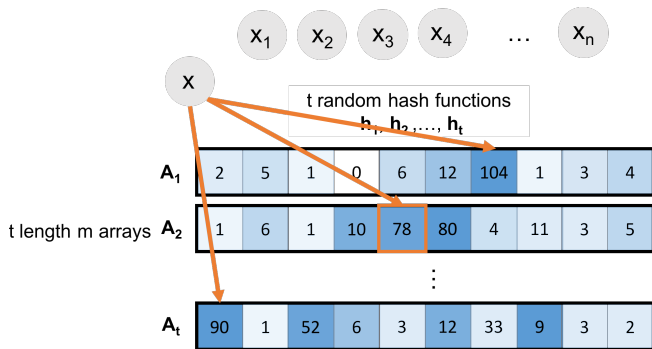 x₁ x₂ x₃ x₄ … xₙ
x
t random hash functions
h₁, h₂ ,…, hₜ
A₁ 2 5 1 0 6 12 104 1 3 4
t length m arrays A₂ 1 6 1 10 78 80 4 11 3 5
⋮
Aₜ 90 1 52 6 3 12 33 9 3 2